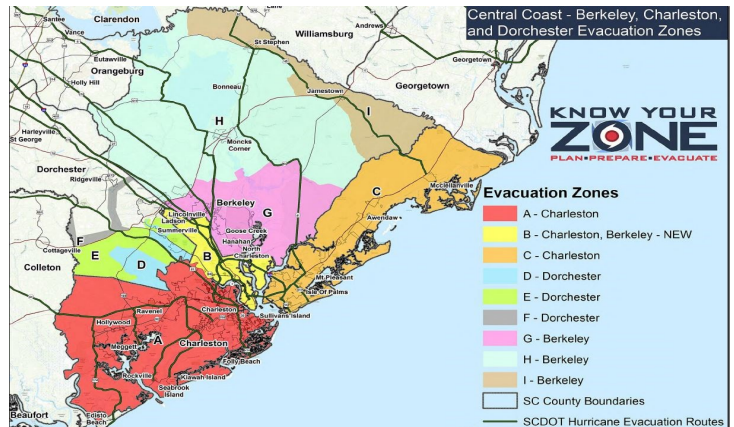 Central Coast - Berkeley, Charleston,
and Dorchester Evacuation Zones
KNOW YOUR
ZONE
PLAN•PREPARE•EVACUATE
Evacuation Zones
A - Charleston
B - Charleston, Berkeley - NEW
C - Charleston
D - Dorchester
E - Dorchester
F - Dorchester
G - Berkeley
H - Berkeley
I - Berkeley
SC County Boundaries
SCDOT Hurricane Evacuation Routes
Santee
Clarendon
Vance
Andrews
Williamsburg
St Stephen
Eutawville
Orangeburg
Holly Hill
Georgetown
Bonneau
Jamestown
Georgetown
I
H
Harleyville
St George
Moncks
Corner
Dorchester
Ridgeville
Mcclellanville
C
Berkeley
Lincolnville
Ladson
Summerville
G
Awendaw
Goose Creek
Hanahan
North
Charleston
F
Cottageville
E
B
D
Colleton
Mt Pleasant
Isle Of Palms
Ravenel
Charleston
Sullivans Island
Hollywood
A
Charleston
Meggett
Folly Beach
Rockville
Kiawah Island
Seabrook
Island
Beaufort
Edisto
Beach